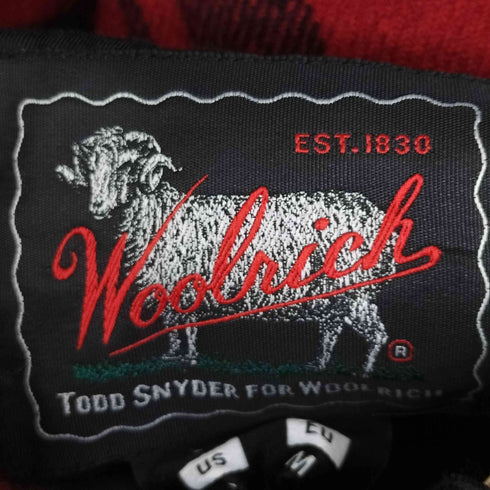 EST. 1830
Woolrich
®
TODD SNYDER FOR WOOLRICH
US
EU
M